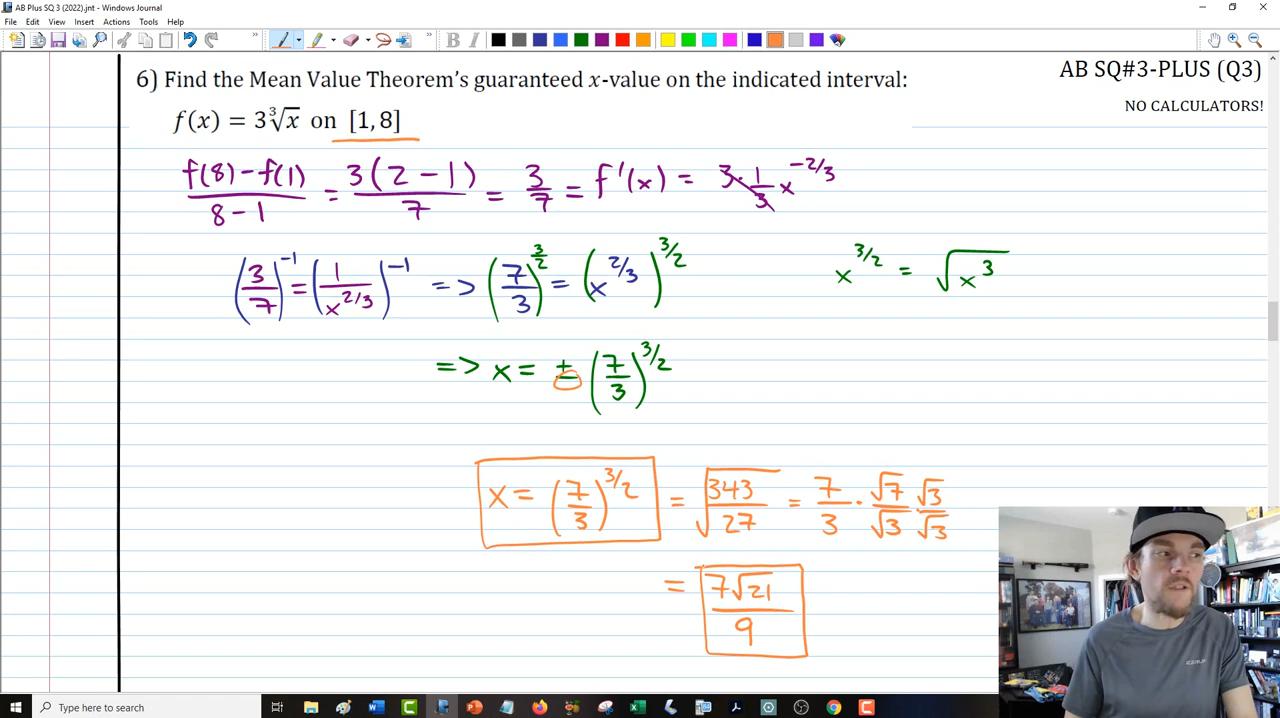 AB Plus SQ 3 (2022).jnt - Windows Journal
File Edit View Insert Actions Tools Help
B I
AB SQ#3-PLUS (Q3)
NO CALCULATORS!
6) Find the Mean Value Theorem's guaranteed x-value on the indicated interval:
f(x) = 3∛x on [1, 8]
(f(8) − f(1))/(8 − 1) = 3(2 − 1)/7 = 3/7 = f'(x) = 3 · 1/3 x^(−2/3)
(3/7)^−1 = (1/x^(2/3))^−1 => (7/3)^(3/2) = (x^(2/3))^(3/2)
x^(3/2) = √(x^3)
=> x = ± (7/3)^(3/2)
x = (7/3)^(3/2) = √(343/27) = 7/3 · √7/√3 √3/√3
= 7√21/9
Type here to search